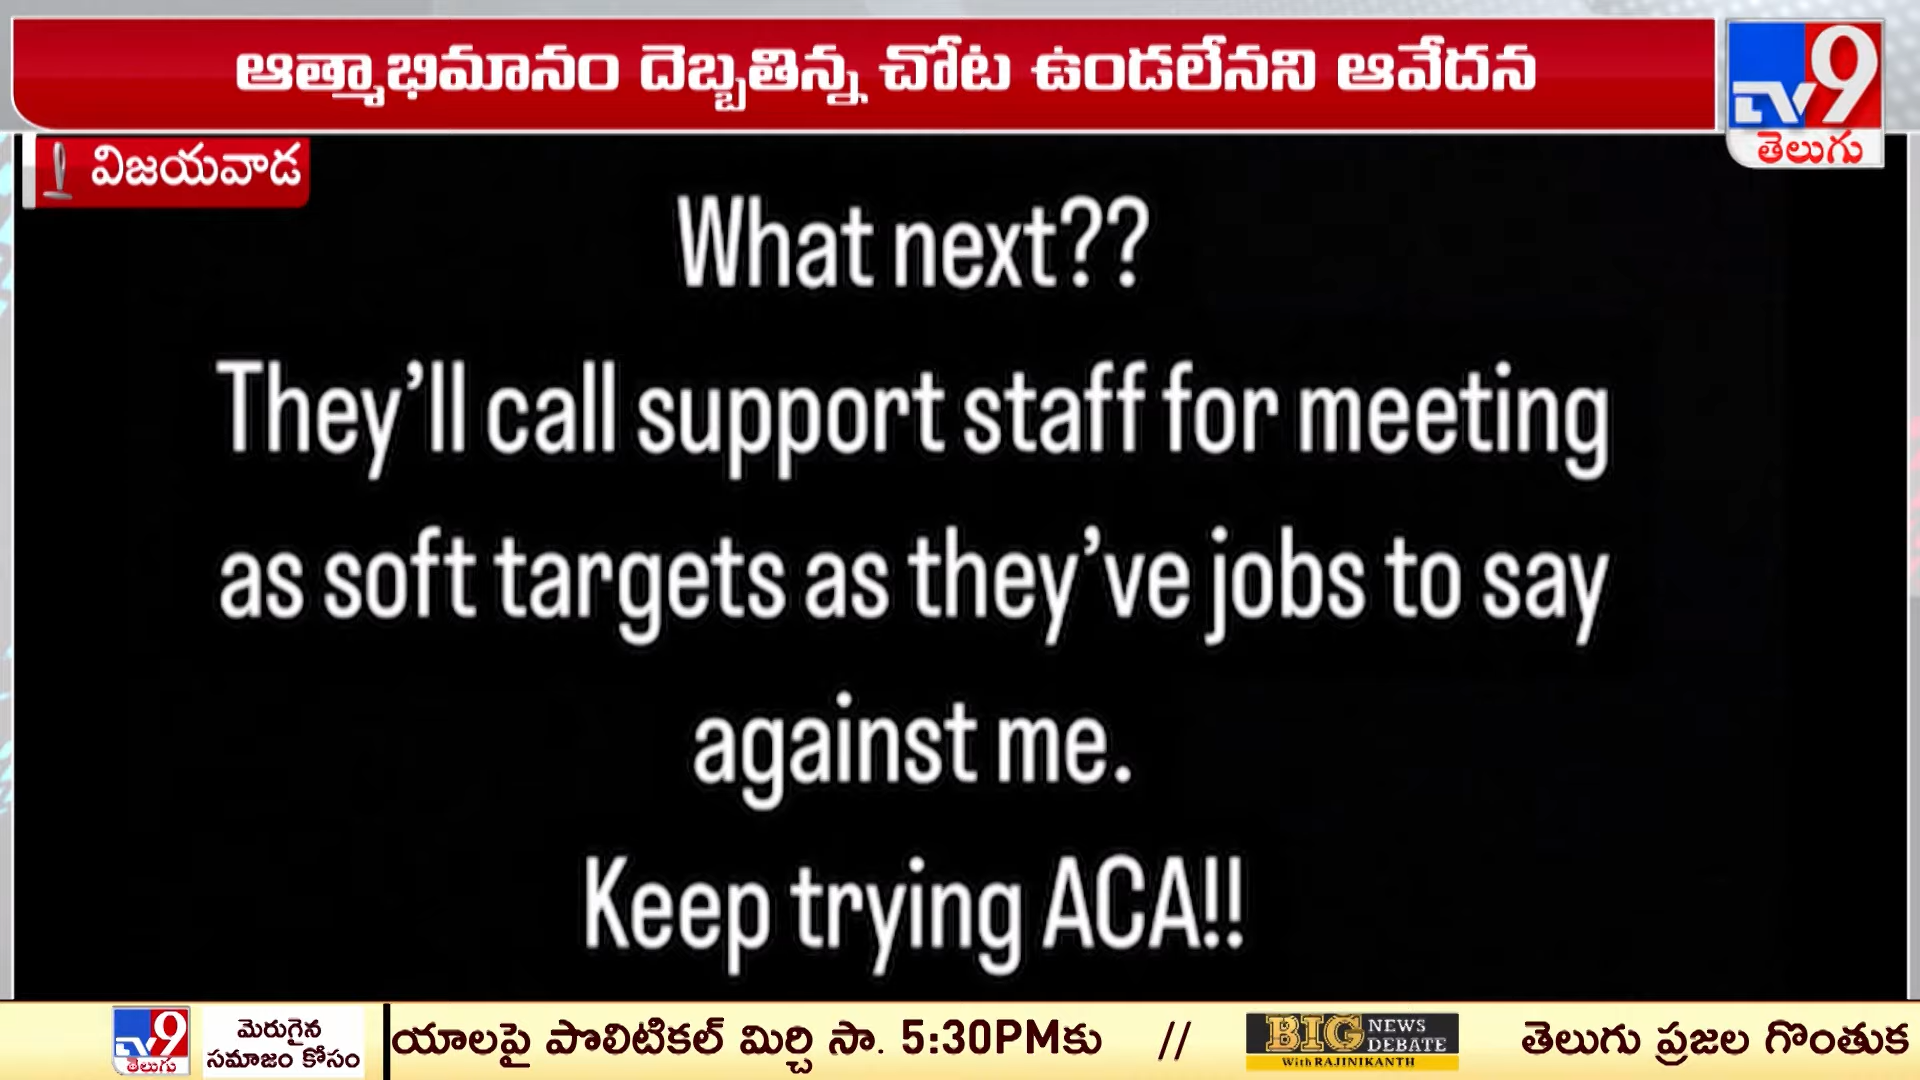 ఆత్మాభిమానం దెబ్బతిన్న చోట ఉండలేనని ఆవేదన
TV9
తెలుగు
విజయవాడ
What next??
They'll call support staff for meeting
as soft targets as they've jobs to say
against me.
Keep trying ACA!!
TV9
తెలుగు
మెరుగైన
సమాజం కోసం
యాలపై పొలిటికల్ మిర్చి సా. 5:30PMకు // BIG NEWS DEBATE With RAJINIKANTH తెలుగు ప్రజల గొంతుక